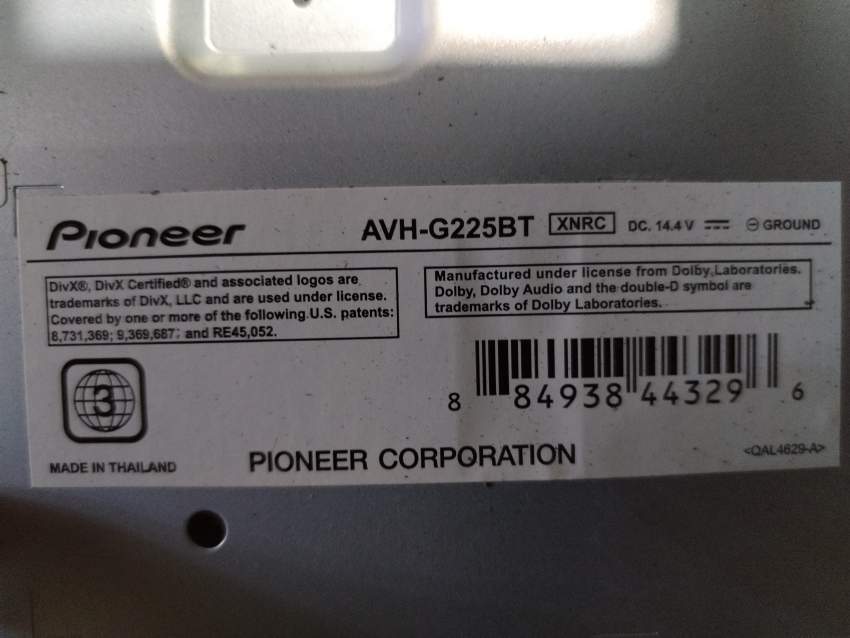 Pioneer AVH-G225BT XNRC DC. 14.4 V ⎓ ⊖ GROUND
DivX®, DivX Certified® and associated logos are
trademarks of DivX, LLC and are used under license.
Covered by one or more of the following U.S. patents:
8,731,369; 9,369,687; and RE45,052.
Manufactured under license from Dolby Laboratories.
Dolby, Dolby Audio and the double-D symbol are
trademarks of Dolby Laboratories.
3
8 84938 44329 6
MADE IN THAILAND PIONEER CORPORATION <QAL4629-A>